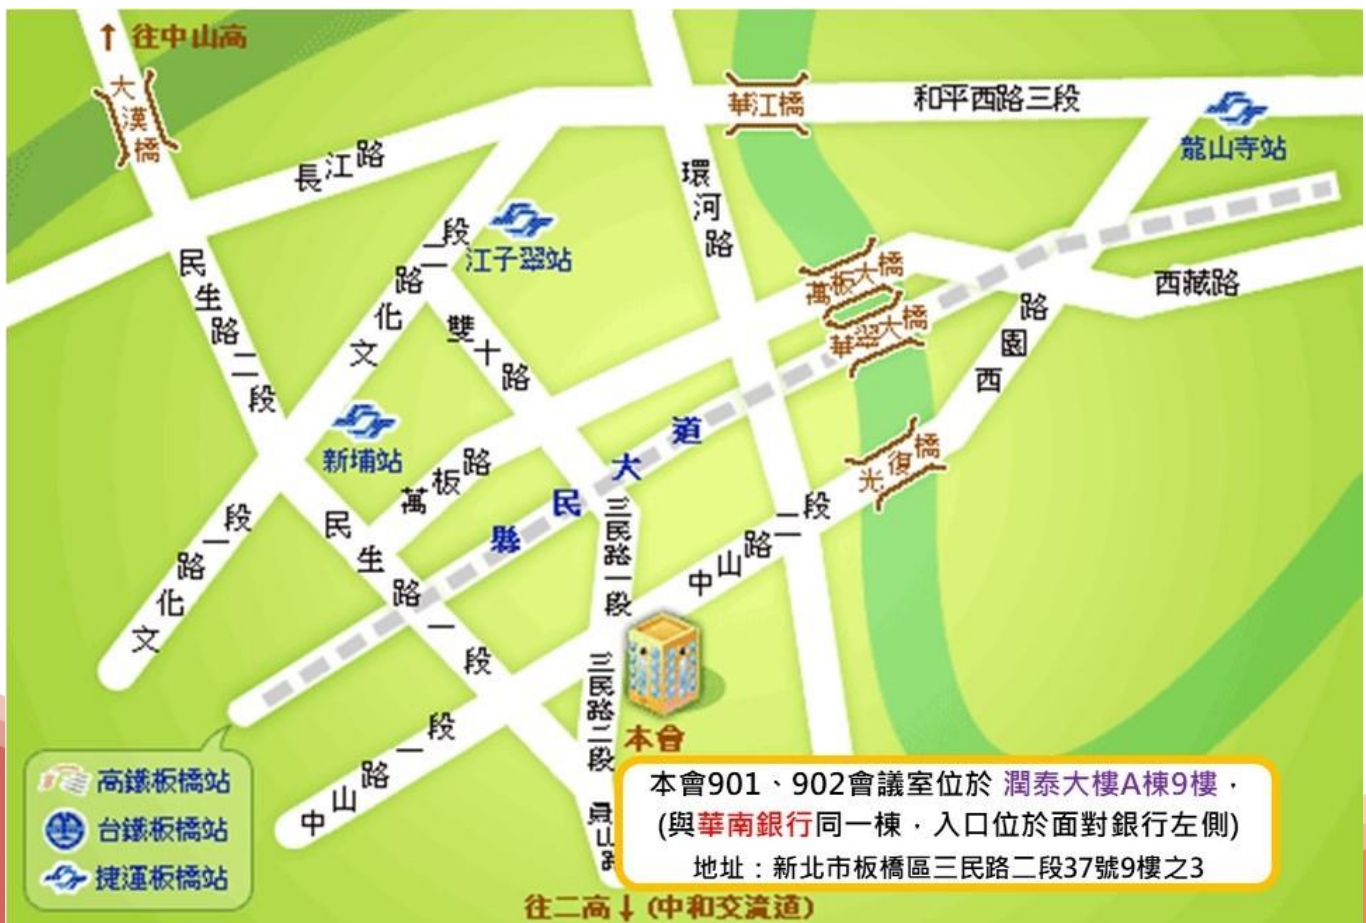 ↑ 往中山高
大漢橋
華江橋
和平西路三段
龍山寺站
長江路
環河路
江子翠站
文化路二段
民生路二段
雙十路
萬板大橋
華翠大橋
西藏路
西園路
新埔站
萬板路
縣民大道
光復橋
文化路一段
民生路一段
三民路一段
中山路二段
三民路二段
本會
中山路一段
員山路
高鐵板橋站
台鐵板橋站
捷運板橋站
本會901、902會議室位於 潤泰大樓A棟9樓，
(與華南銀行同一棟，入口位於面對銀行左側)
地址：新北市板橋區三民路二段37號9樓之3
往二高↓(中和交流道)